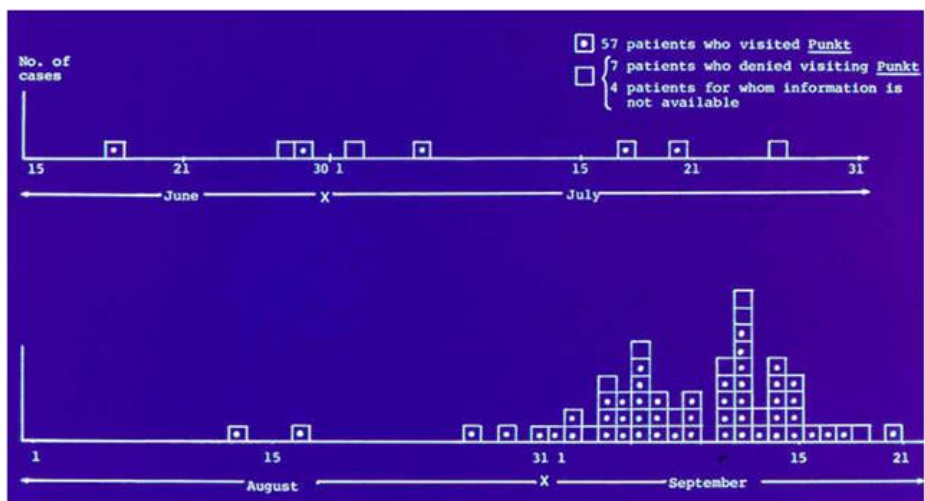 57 patients who visited Punkt
7 patients who denied visiting Punkt
4 patients for whom information is
not available
No. of
cases
15 21 30 1 15 21 31
June X July
1 15 31 1 15 21
August X September